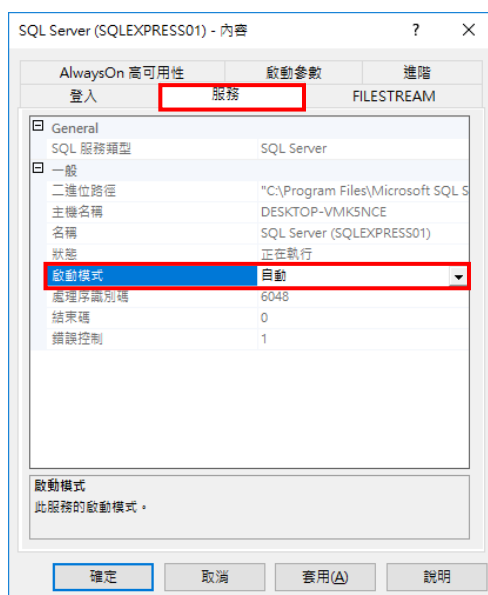 SQL Server (SQLEXPRESS01) - 內容 ? ×
AlwaysOn 高可用性 啟動參數 進階
登入 服務 FILESTREAM
General
SQL 服務類型 SQL Server
一般
二進位路徑 "C:\Program Files\Microsoft SQL S
主機名稱 DESKTOP-VMK5NCE
名稱 SQL Server (SQLEXPRESS01)
狀態 正在執行
啟動模式 自動
處理序識別碼 6048
結束碼 0
錯誤控制 1
啟動模式
此服務的啟動模式。
確定 取消 套用(A) 說明